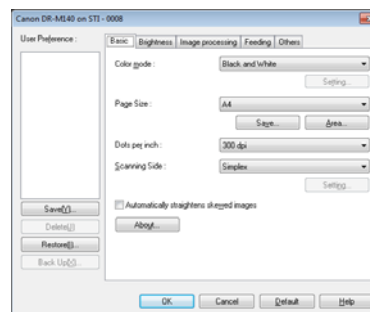 Canon DR-M140 on STI - 0008
User Preference :
Basic Brightness Image processing Feeding Others
Color mode : Black and White
Setting...
Page Size : A4
Save... Area...
Dots per inch : 300 dpi
Scanning Side : Simplex
Setting...
Automatically straightens skewed images
About...
Save(V)...
Delete(J)
Restore(I)...
OK Cancel Default Help